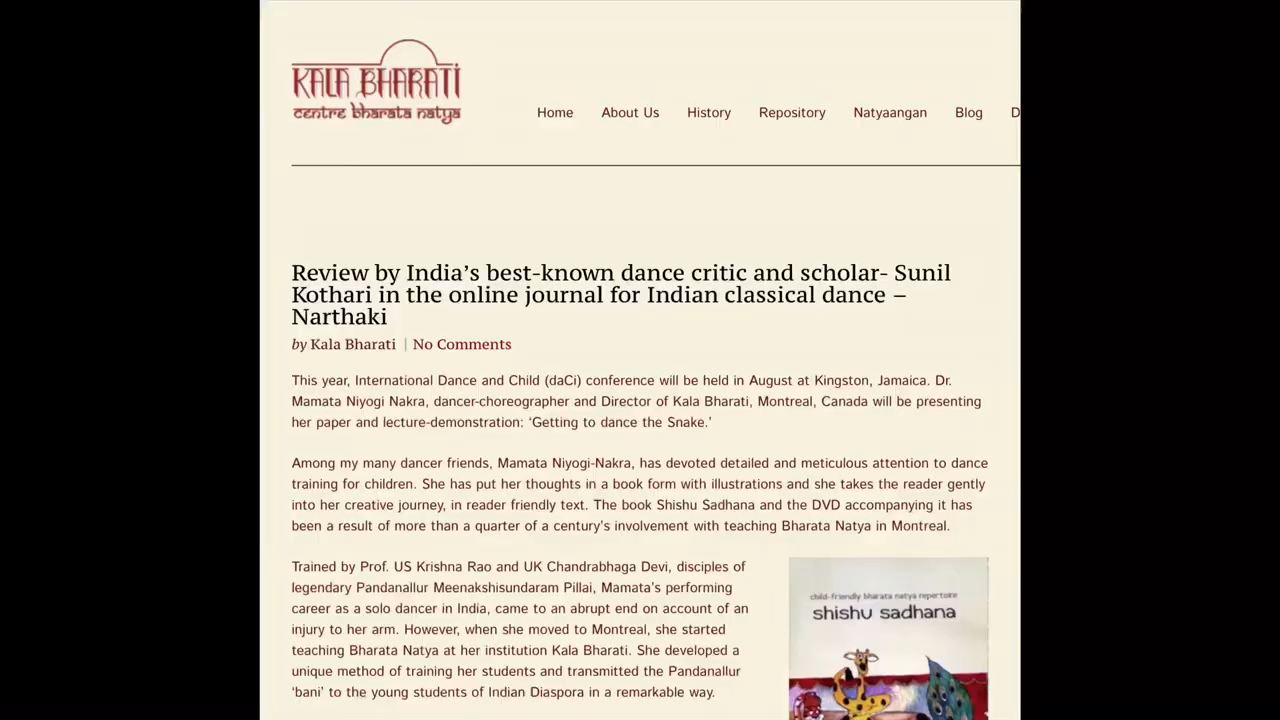 KALA BHARATI
centre bharata natya
Home About Us History Repository Natyaangan Blog D
Review by India’s best-known dance critic and scholar- Sunil
Kothari in the online journal for Indian classical dance –
Narthaki
by Kala Bharati | No Comments
This year, International Dance and Child (daCi) conference will be held in August at Kingston, Jamaica. Dr.
Mamata Niyogi Nakra, dancer-choreographer and Director of Kala Bharati, Montreal, Canada will be presenting
her paper and lecture-demonstration: ‘Getting to dance the Snake.’
Among my many dancer friends, Mamata Niyogi-Nakra, has devoted detailed and meticulous attention to dance
training for children. She has put her thoughts in a book form with illustrations and she takes the reader gently
into her creative journey, in reader friendly text. The book Shishu Sadhana and the DVD accompanying it has
been a result of more than a quarter of a century’s involvement with teaching Bharata Natya in Montreal.
Trained by Prof. US Krishna Rao and UK Chandrabhaga Devi, disciples of
legendary Pandanallur Meenakshisundaram Pillai, Mamata’s performing
career as a solo dancer in India, came to an abrupt end on account of an
injury to her arm. However, when she moved to Montreal, she started
teaching Bharata Natya at her institution Kala Bharati. She developed a
unique method of training her students and transmitted the Pandanallur
‘bani’ to the young students of Indian Diaspora in a remarkable way.
child-friendly bharata natya repertoire
shishu sadhana